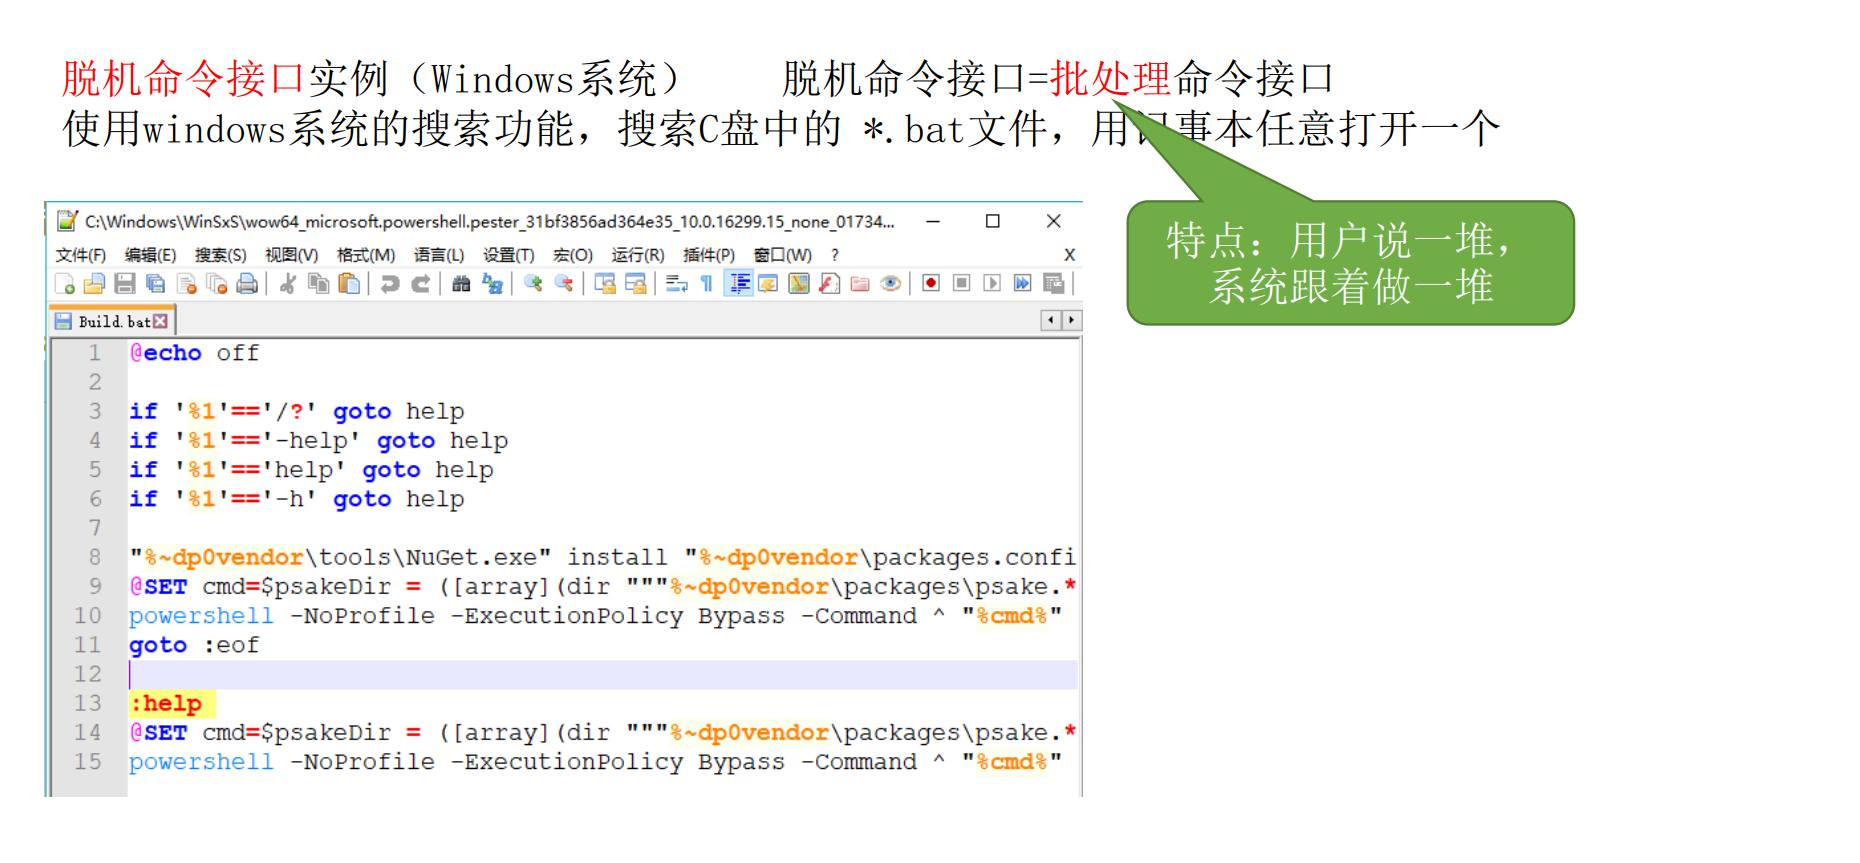 脱机命令接口实例（Windows系统） 脱机命令接口=批处理命令接口
使用windows系统的搜索功能，搜索C盘中的 *.bat文件，用记事本任意打开一个
特点：用户说一堆，
系统跟着做一堆
C:\Windows\WinSxS\wow64_microsoft.powershell.pester_31bf3856ad364e35_10.0.16299.15_none_01734...
文件(F) 编辑(E) 搜索(S) 视图(V) 格式(M) 语言(L) 设置(T) 宏(O) 运行(R) 插件(P) 窗口(W) ? X
Build.bat
1 @echo off
2
3 if '%1'=='/?' goto help
4 if '%1'=='-help' goto help
5 if '%1'=='help' goto help
6 if '%1'=='-h' goto help
7
8 "%~dp0vendor\tools\NuGet.exe" install "%~dp0vendor\packages.confi
9 @SET cmd=$psakeDir = ([array](dir """%~dp0vendor\packages\psake.*
10 powershell -NoProfile -ExecutionPolicy Bypass -Command ^ "%cmd%"
11 goto :eof
12
13 :help
14 @SET cmd=$psakeDir = ([array](dir """%~dp0vendor\packages\psake.*
15 powershell -NoProfile -ExecutionPolicy Bypass -Command ^ "%cmd%"